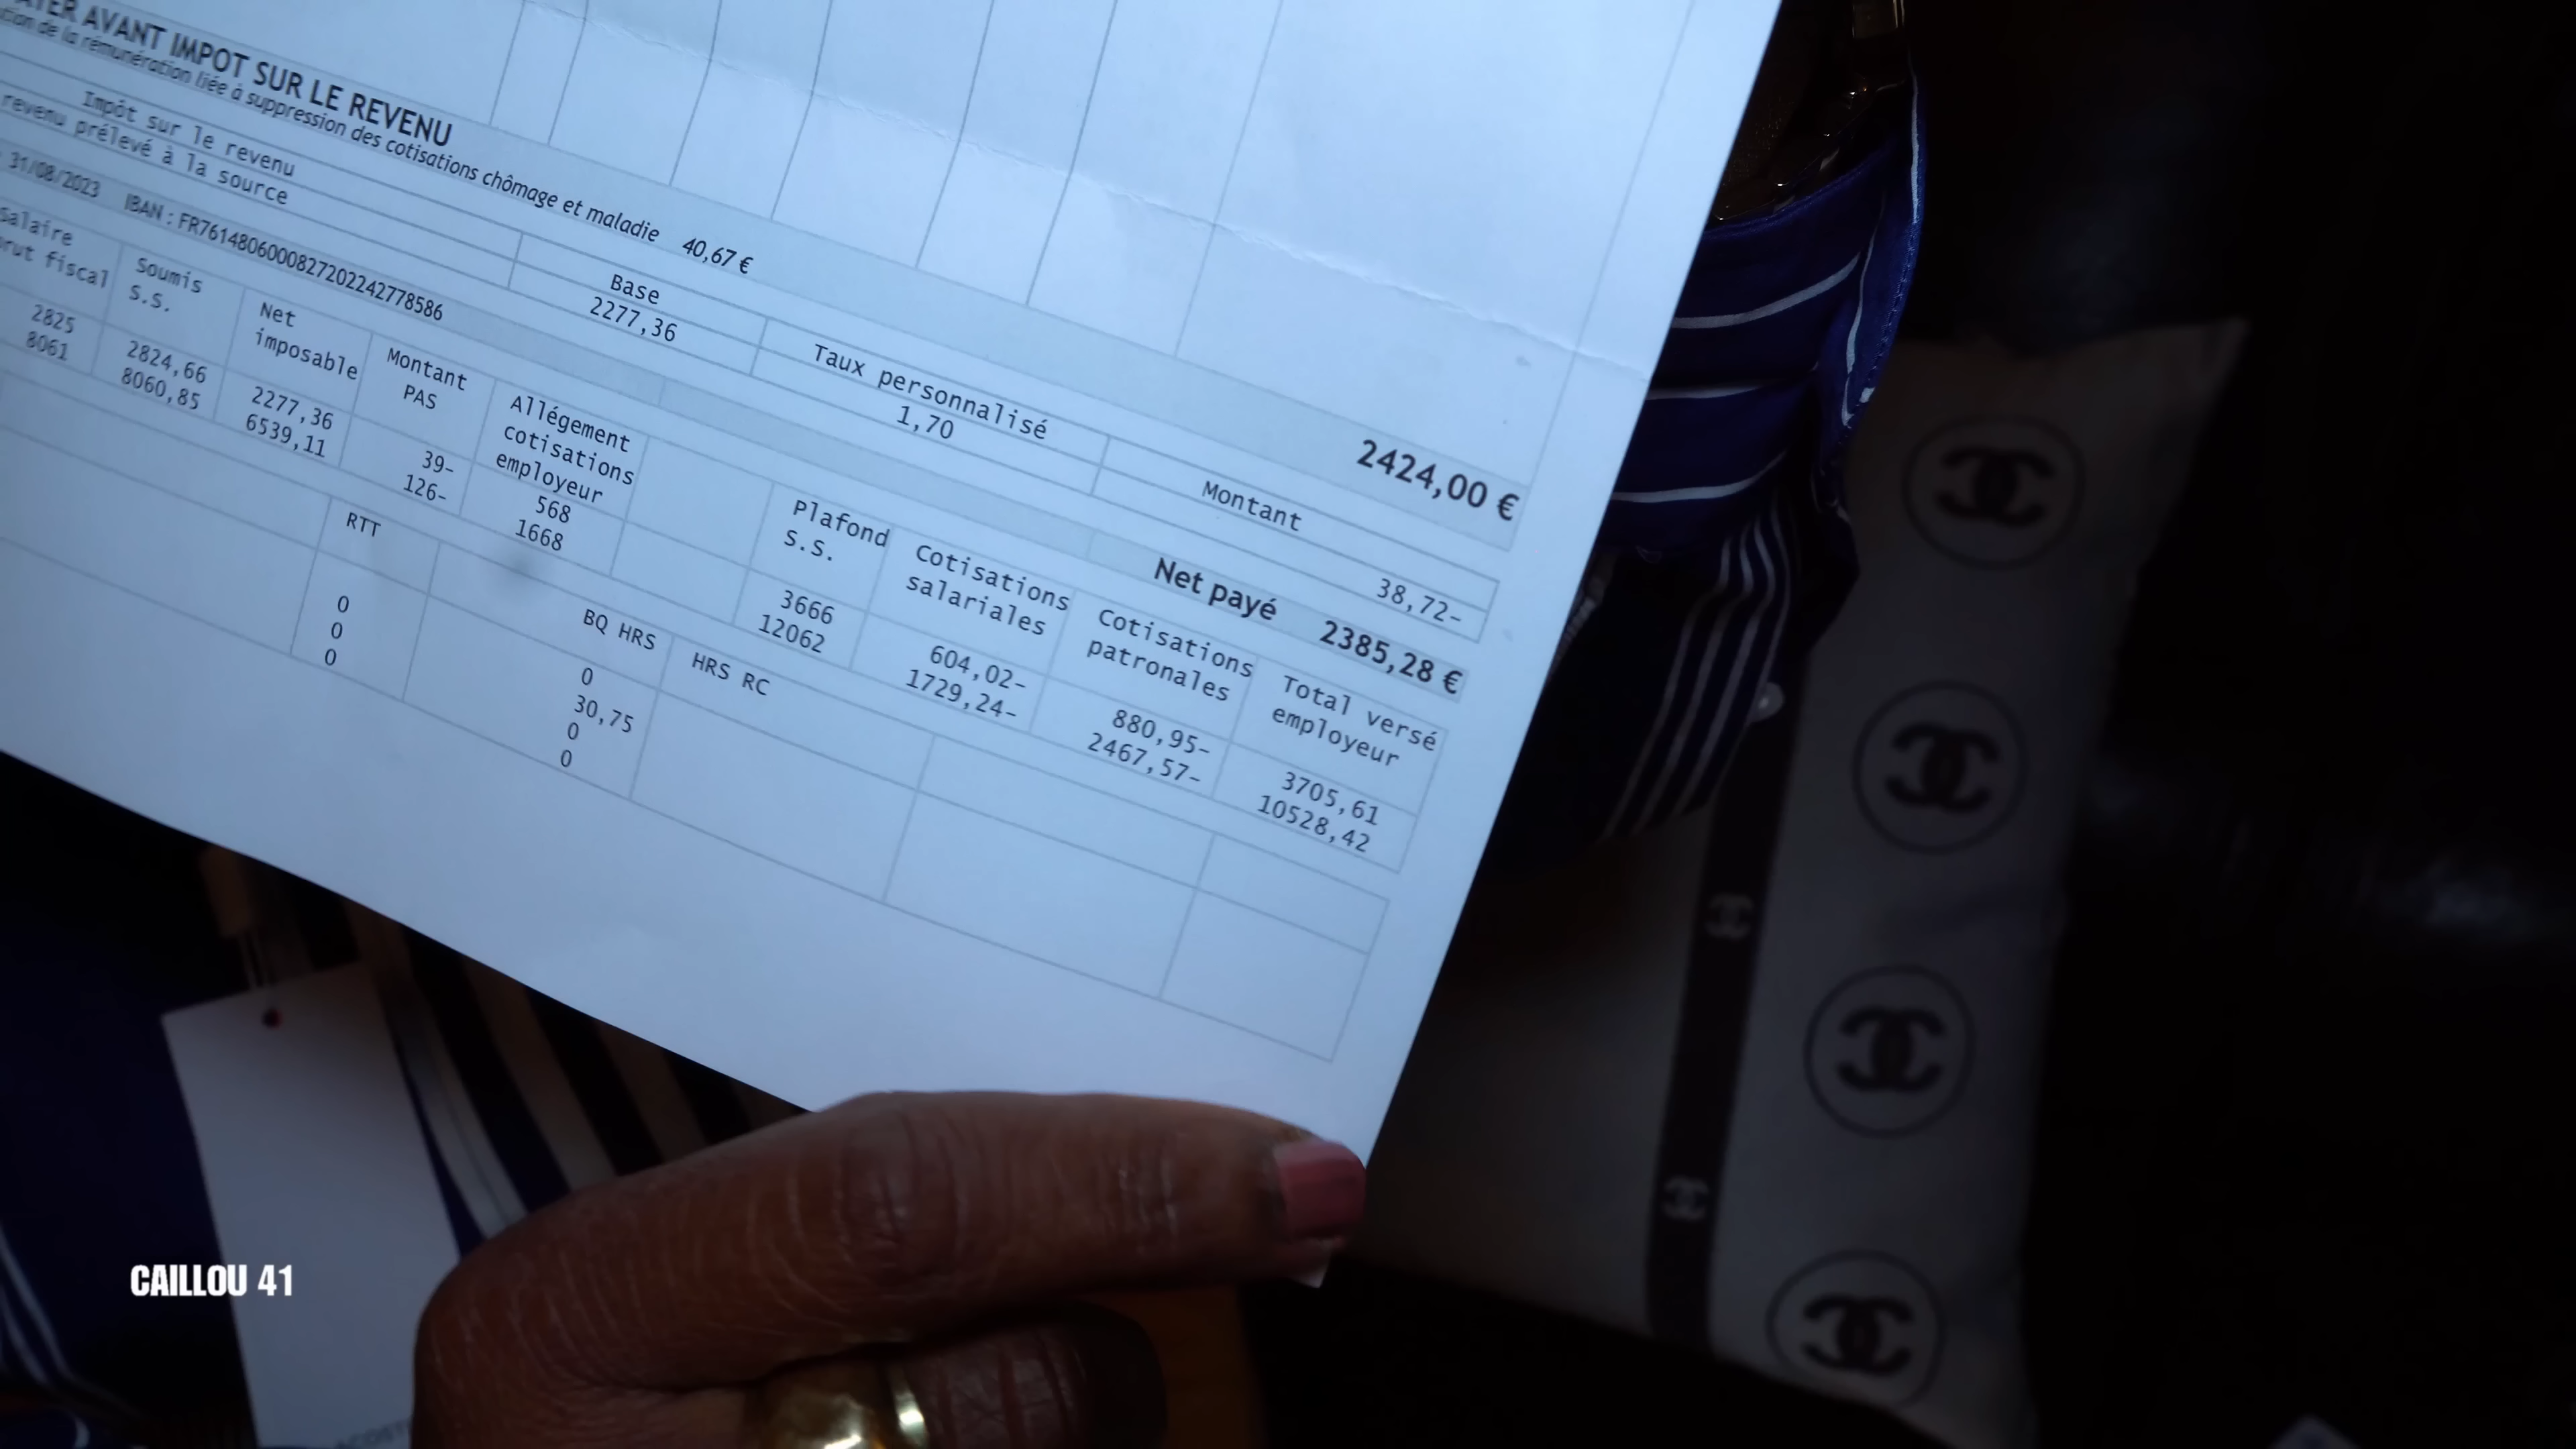 AYER AVANT IMPOT SUR LE REVENU 2424,00 €
de la rémunération liée à suppression des cotisations chômage et maladie 40,67 €
Impôt sur le revenu Base Taux personnalisé Montant
revenu prélevé à la source 2277,36 1,70 38,72-
31/08/2023 IBAN : FR7614806000827202242778586 Net payé 2385,28 €
Salaire brut fiscal
2825
8061
Soumis S.S.
2824,66
8060,85
Net imposable
2277,36
6539,11
Montant PAS
39-
126-
Allégement cotisations employeur
568
1668
Plafond S.S.
3666
12062
Cotisations salariales
604,02-
1729,24-
Cotisations patronales
880,95-
2467,57-
Total versé employeur
3705,61
10528,42
RTT
0
0
0
BQ HRS
0
30,75
0
0
HRS RC
CAILLOU 41